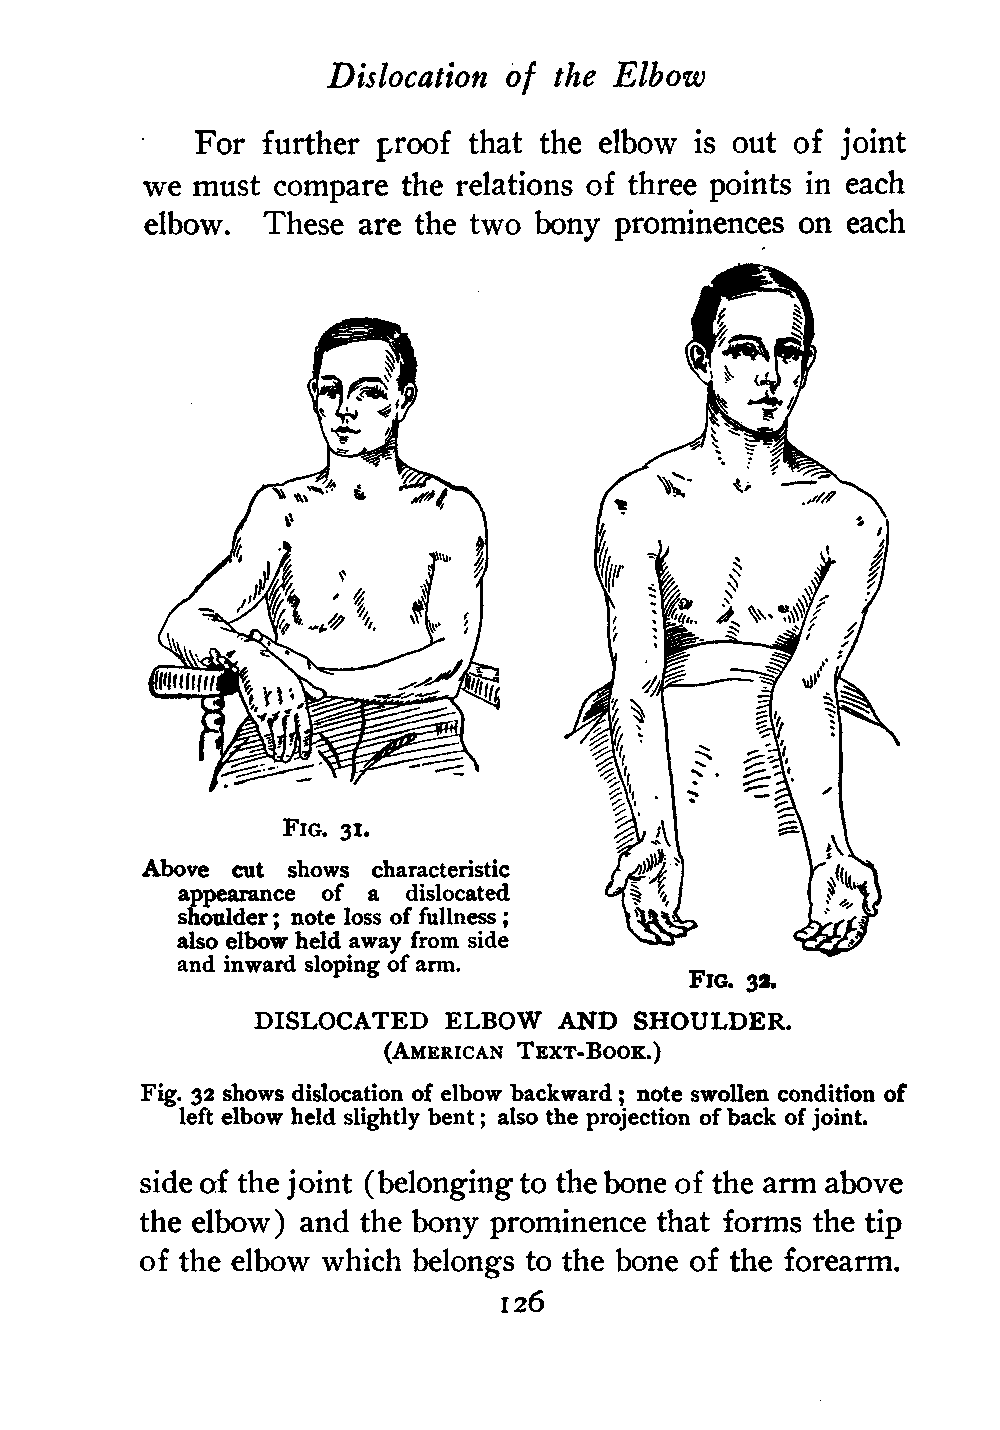 Dislocation of the Elbow
For further proof that the elbow is out of joint
we must compare the relations of three points in each
elbow. These are the two bony prominences on each
FIG. 31.
Above cut shows characteristic
appearance of a dislocated
shoulder; note loss of fullness;
also elbow held away from side
and inward sloping of arm.
FIG. 32.
DISLOCATED ELBOW AND SHOULDER.
(AMERICAN TEXT-BOOK.)
Fig. 32 shows dislocation of elbow backward; note swollen condition of
left elbow held slightly bent; also the projection of back of joint.
side of the joint (belonging to the bone of the arm above
the elbow) and the bony prominence that forms the tip
of the elbow which belongs to the bone of the forearm.
126